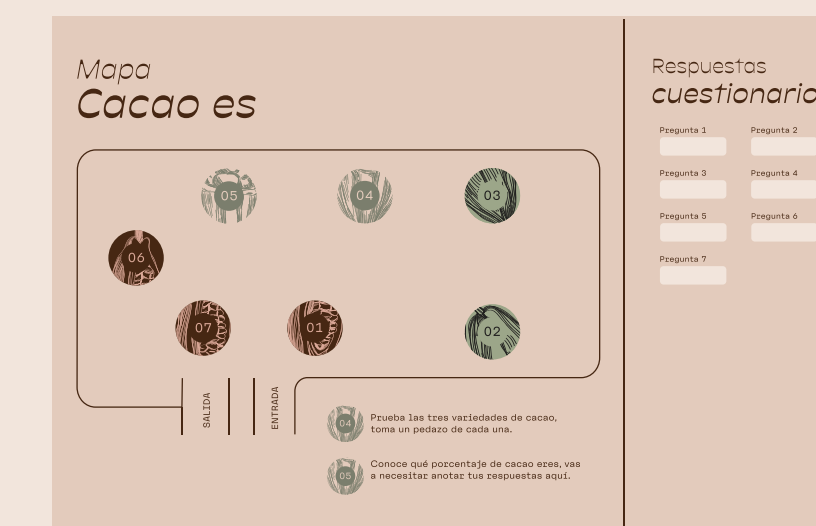 Mapa
Cacao es
05
04
03
06
07
01
02
SALIDA
ENTRADA
04
Prueba las tres variedades de cacao,
toma un pedazo de cada una.
05
Conoce qué porcentaje de cacao eres, vas
a necesitar anotar tus respuestas aquí.
Respuestas
cuestionario
Pregunta 1
Pregunta 2
Pregunta 3
Pregunta 4
Pregunta 5
Pregunta 6
Pregunta 7